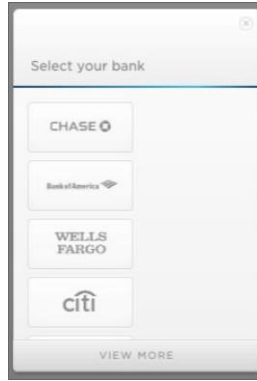 Select your bank
CHASE
Bank of America
WELLS
FARGO
citi
VIEW MORE